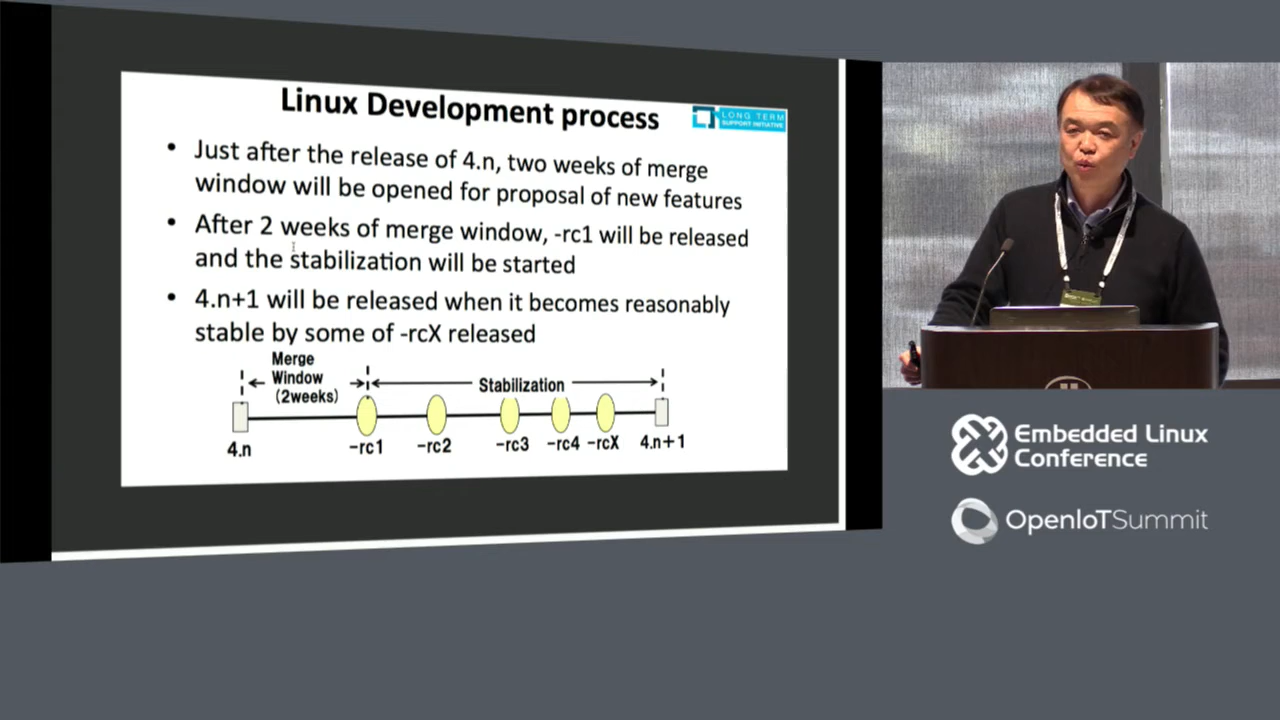 Linux Development process
LONG TERM
SUPPORT INITIATIVE
• Just after the release of 4.n, two weeks of merge
window will be opened for proposal of new features
• After 2 weeks of merge window, -rc1 will be released
and the stabilization will be started
• 4.n+1 will be released when it becomes reasonably
stable by some of -rcX released
Merge
Window
(2weeks)
Stabilization
4.n
-rc1
-rc2
-rc3
-rc4
-rcX
4.n+1
Embedded Linux
Conference
OpenIoTSummit